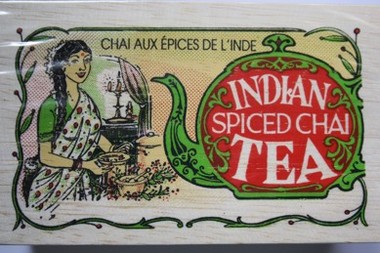 CHAI AUX ÉPICES DE L'INDE
INDIAN
SPICED CHAI
TEA